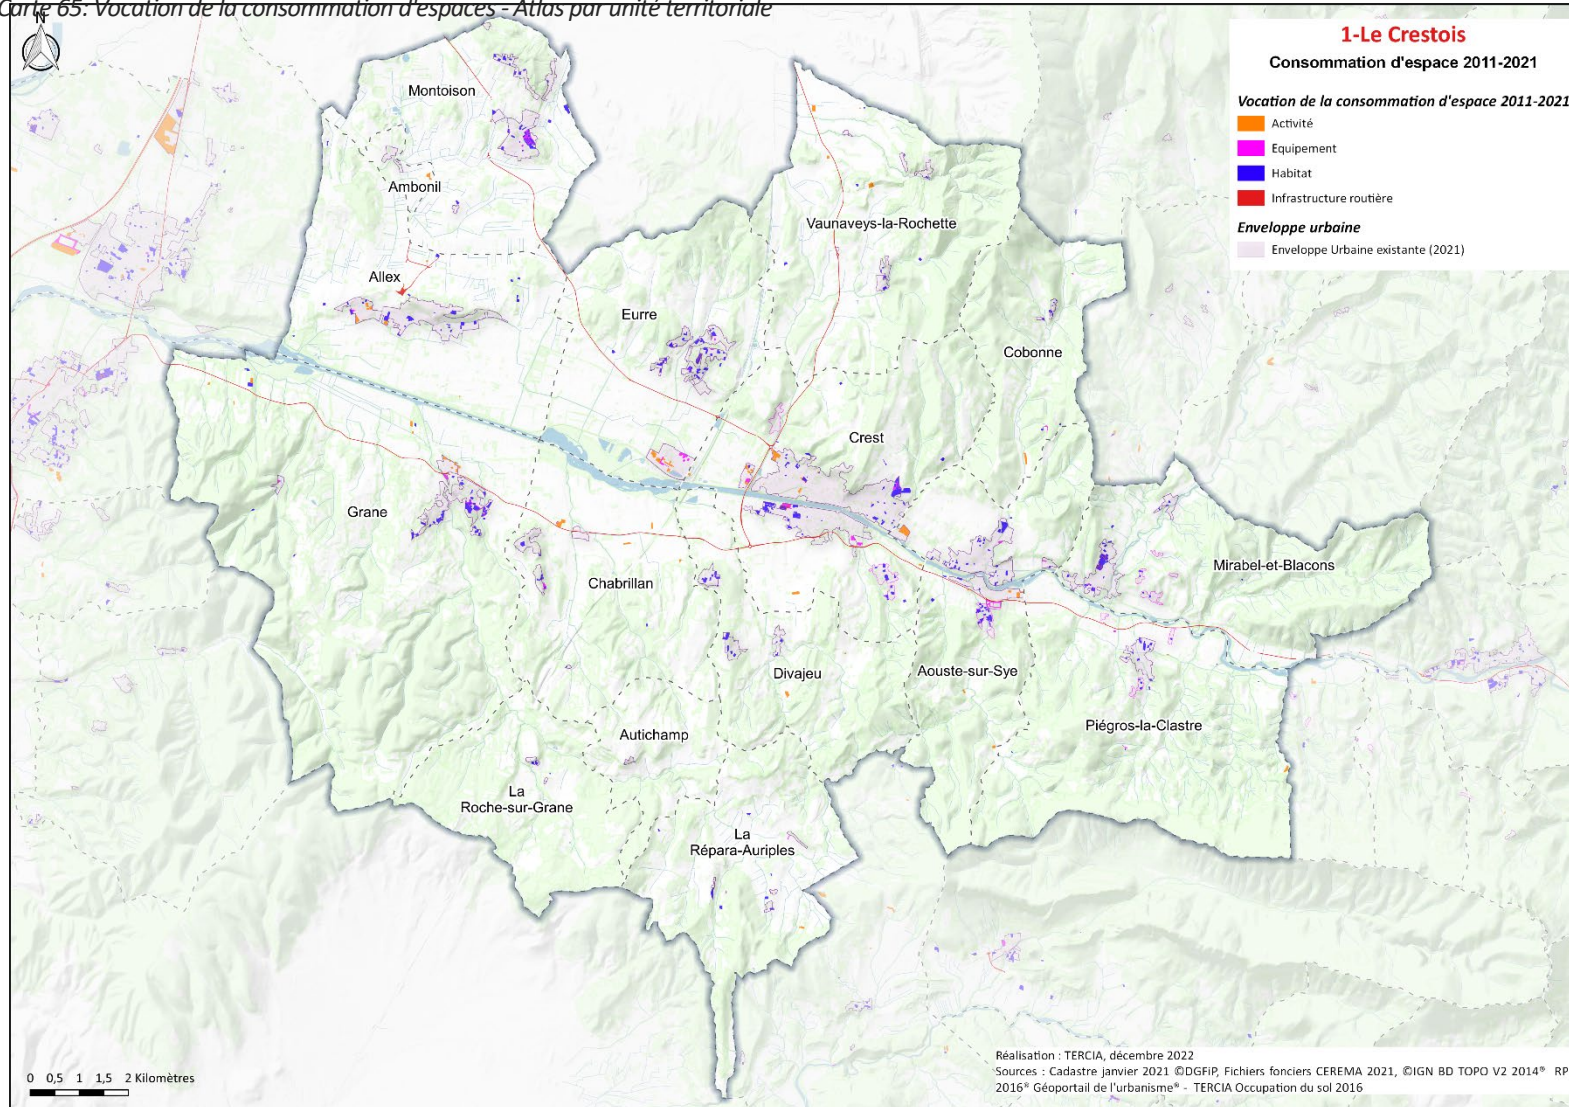 Carte 65: Vocation de la consommation d'espaces - Atlas par unité territoriale
N
1-Le Crestois
Consommation d'espace 2011-2021
Vocation de la consommation d'espace 2011-2021
Activité
Equipement
Habitat
Infrastructure routière
Enveloppe urbaine
Enveloppe Urbaine existante (2021)
Montoison
Ambonil
Vaunaveys-la-Rochette
Allex
Eurre
Cobonne
Crest
Grane
Mirabel-et-Blacons
Chabrillan
Divajeu
Aouste-sur-Sye
Piégros-la-Clastre
Autichamp
La
Roche-sur-Grane
La
Répara-Auriples
Réalisation : TERCIA, décembre 2022
Sources : Cadastre janvier 2021 ©DGFiP, Fichiers fonciers CEREMA 2021, ©IGN BD TOPO V2 2014® RP
2016® Géoportail de l'urbanisme® - TERCIA Occupation du sol 2016
0 0,5 1 1,5 2 Kilomètres